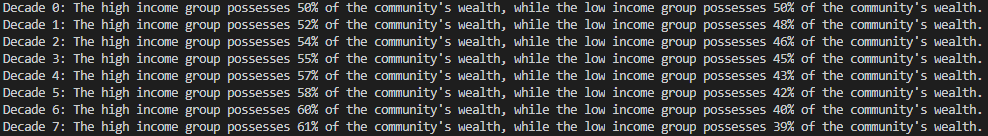 Decade 0: The high income group possesses 50% of the community's wealth, while the low income group possesses 50% of the community's wealth.
Decade 1: The high income group possesses 52% of the community's wealth, while the low income group possesses 48% of the community's wealth.
Decade 2: The high income group possesses 54% of the community's wealth, while the low income group possesses 46% of the community's wealth.
Decade 3: The high income group possesses 55% of the community's wealth, while the low income group possesses 45% of the community's wealth.
Decade 4: The high income group possesses 57% of the community's wealth, while the low income group possesses 43% of the community's wealth.
Decade 5: The high income group possesses 58% of the community's wealth, while the low income group possesses 42% of the community's wealth.
Decade 6: The high income group possesses 60% of the community's wealth, while the low income group possesses 40% of the community's wealth.
Decade 7: The high income group possesses 61% of the community's wealth, while the low income group possesses 39% of the community's wealth.